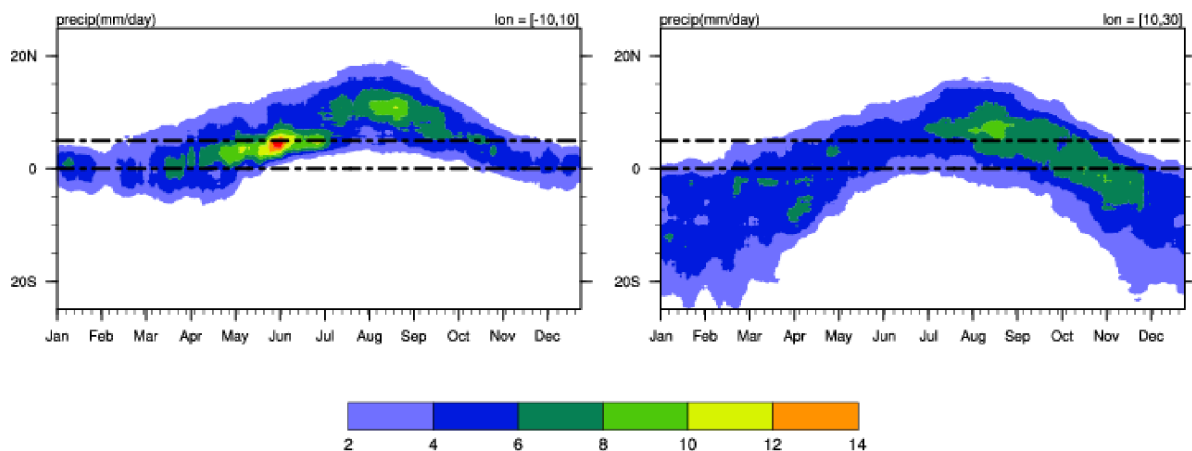 precip(mm/day) lon = [-10,10]
20N
0
20S
Jan Feb Mar Apr May Jun Jul Aug Sep Oct Nov Dec
precip(mm/day) lon = [10,30]
20N
0
20S
Jan Feb Mar Apr May Jun Jul Aug Sep Oct Nov Dec
2 4 6 8 10 12 14